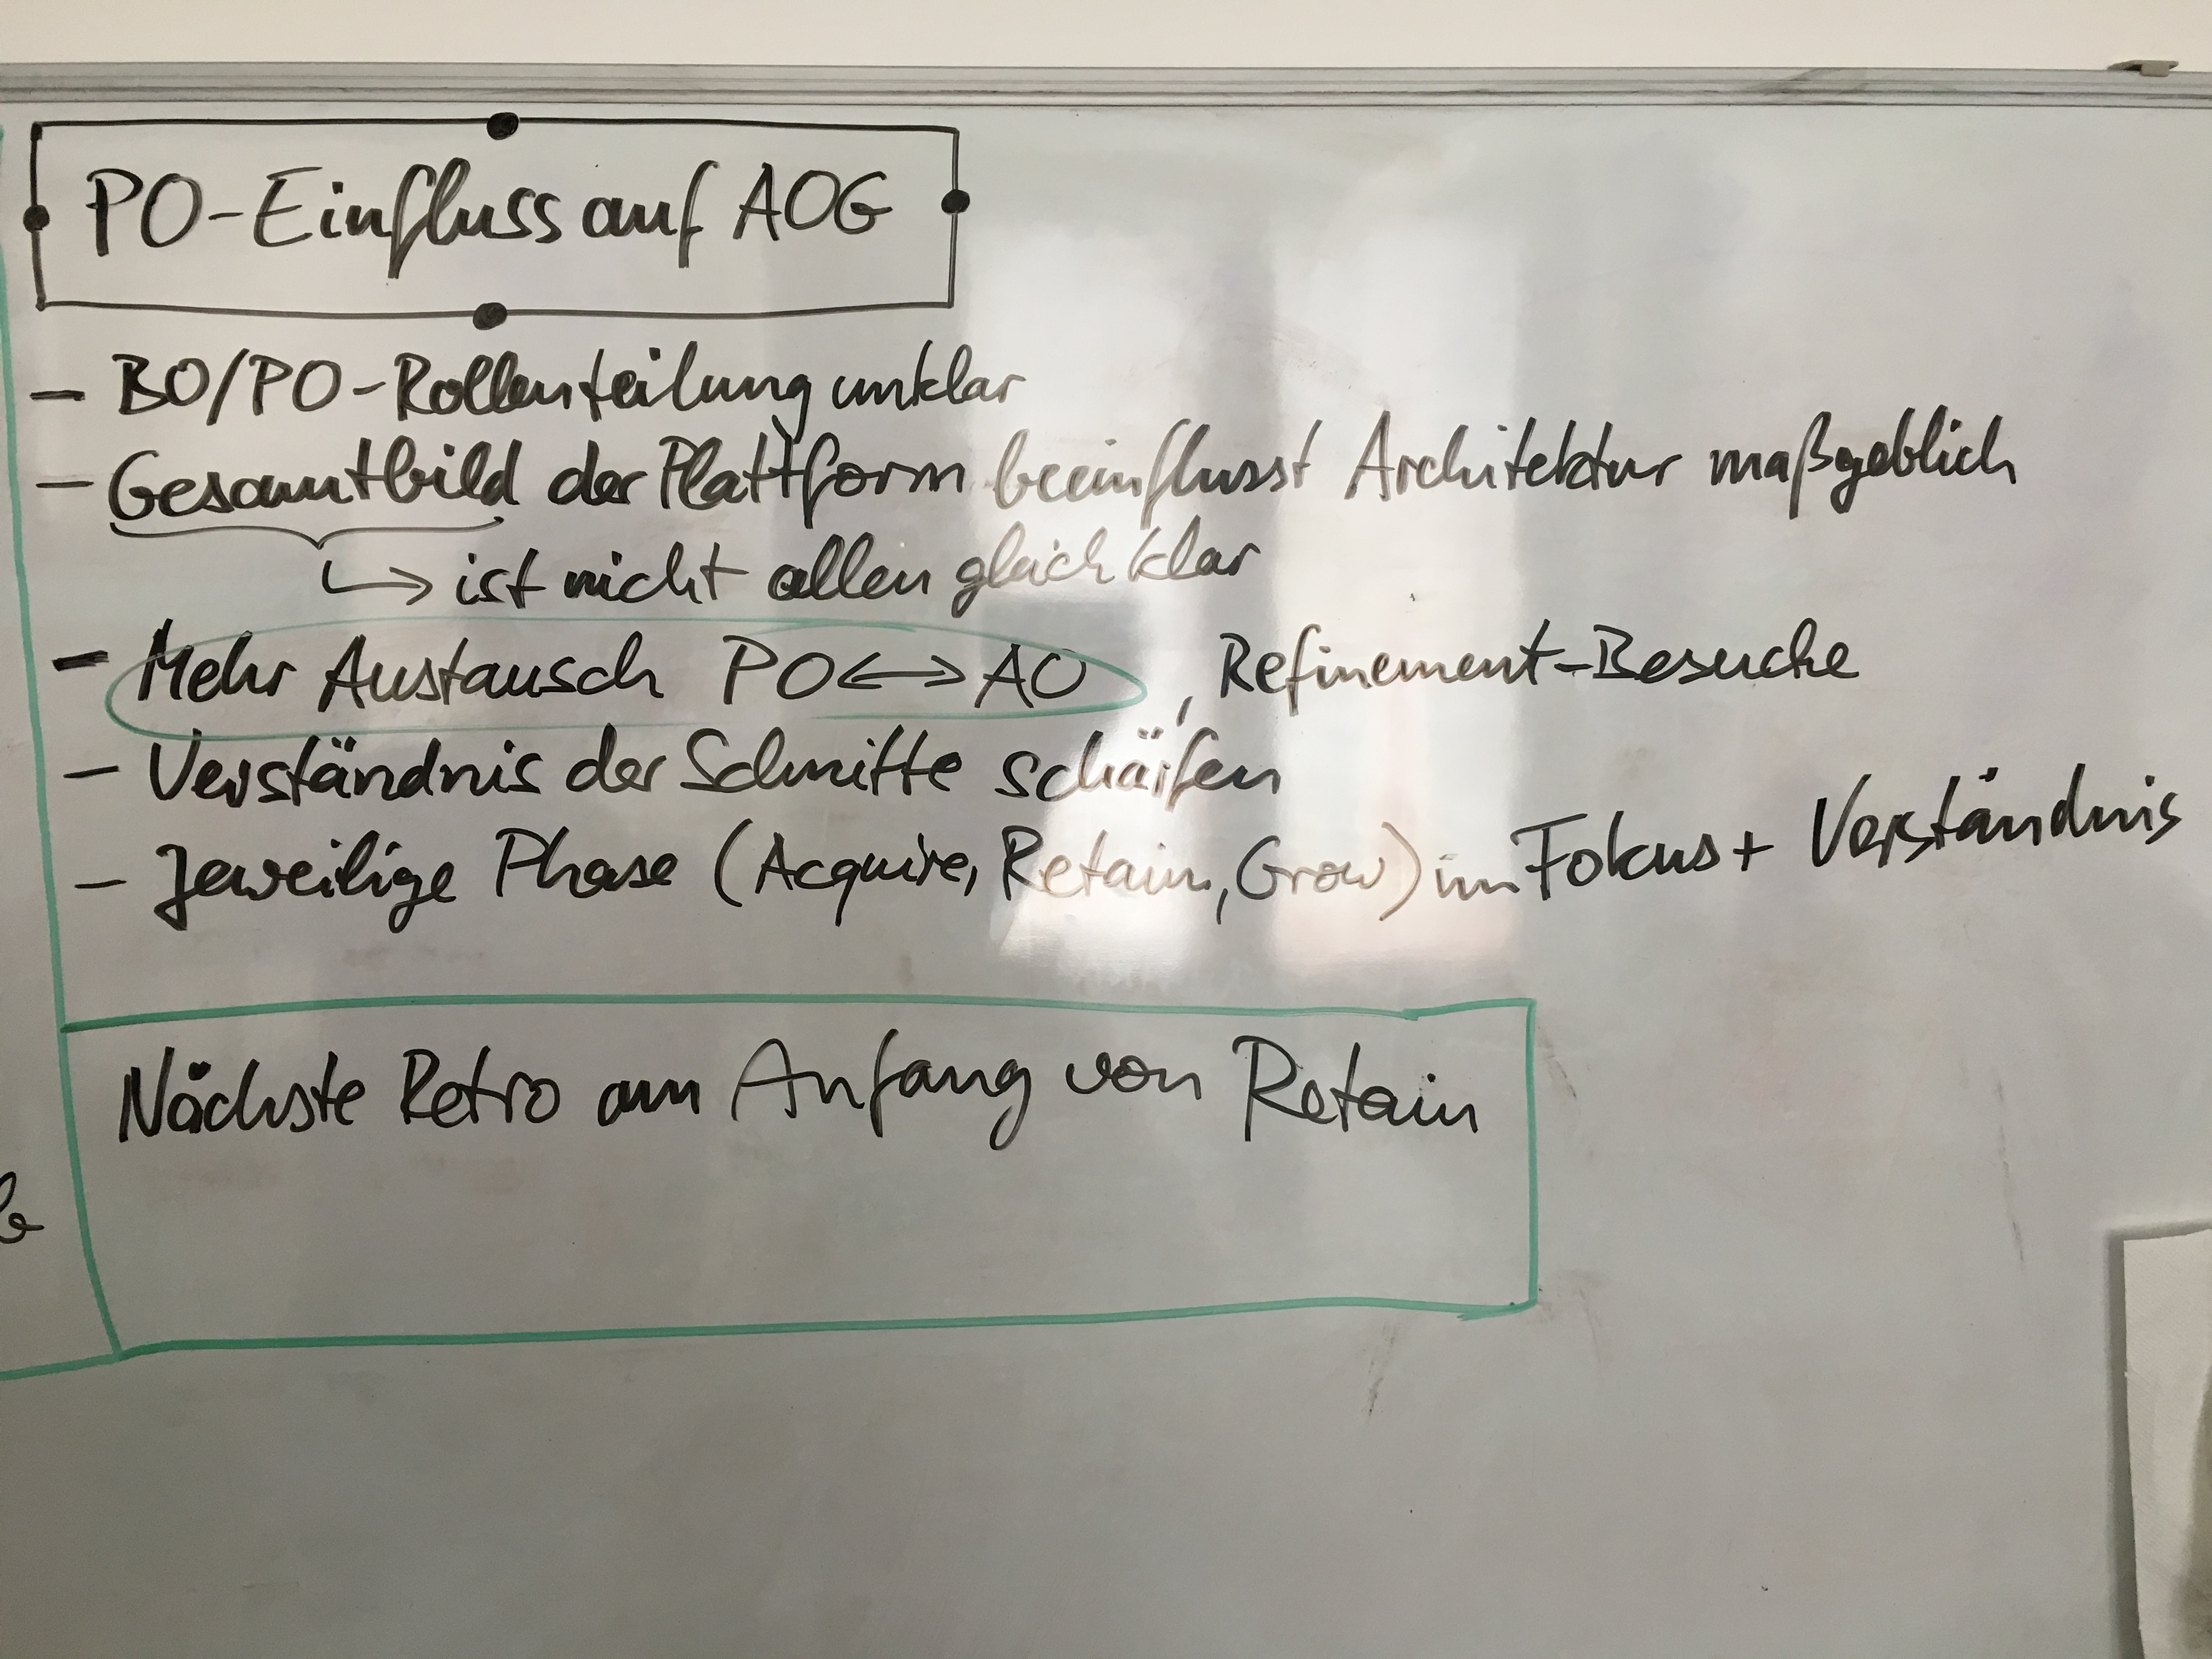 PO-Einfluss auf AOG
- BO/PO-Rollenteilung unklar
- Gesamtbild der Plattform beeinflusst Architektur maßgeblich
↳ ist nicht allen gleich klar
- Mehr Austausch PO↔AO, Refinement-Besuche
- Verständnis der Schnitte schärfen
- Jeweilige Phase (Acquire, Retain, Grow) im Fokus + Verständnis
Nächste Retro am Anfang von Retain